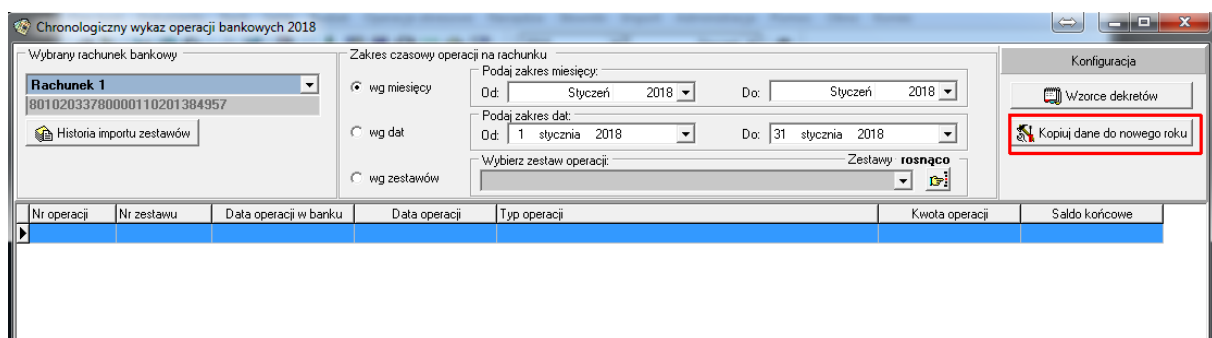 Chronologiczny wykaz operacji bankowych 2018
Wybrany rachunek bankowy
Rachunek 1
80102033780000110201384957
Historia importu zestawów
Zakres czasowy operacji na rachunku
wg miesięcy
Podaj zakres miesięcy:
Od: Styczeń 2018 Do: Styczeń 2018
wg dat
Podaj zakres dat:
Od: 1 stycznia 2018 Do: 31 stycznia 2018
wg zestawów
Wybierz zestaw operacji: Zestawy rosnąco
Konfiguracja
Wzorce dekretów
Kopiuj dane do nowego roku
Nr operacji Nr zestawu Data operacji w banku Data operacji Typ operacji Kwota operacji Saldo końcowe